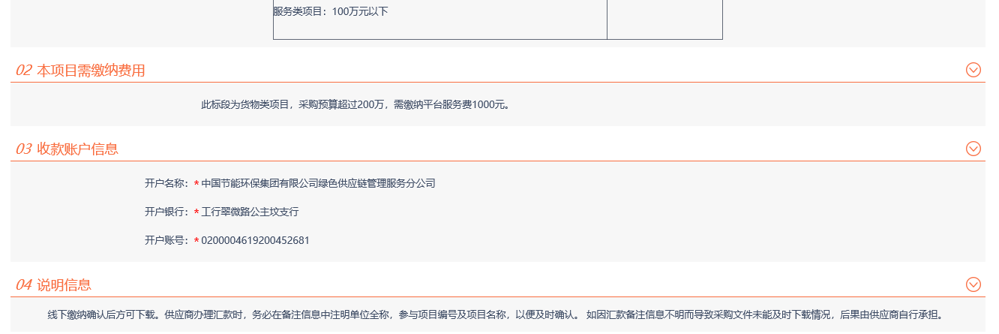 服务类项目：100万元以下
02 本项目需缴纳费用
此标段为货物类项目，采购预算超过200万，需缴纳平台服务费1000元。
03 收款账户信息
开户名称：* 中国节能环保集团有限公司绿色供应链管理服务分公司
开户银行：* 工行翠微路公主坟支行
开户账号：* 0200004619200452681
04 说明信息
线下缴纳确认后方可下载。供应商办理汇款时，务必在备注信息中注明单位全称，参与项目编号及项目名称，以便及时确认。 如因汇款备注信息不明而导致采购文件未能及时下载情况，后果由供应商自行承担。